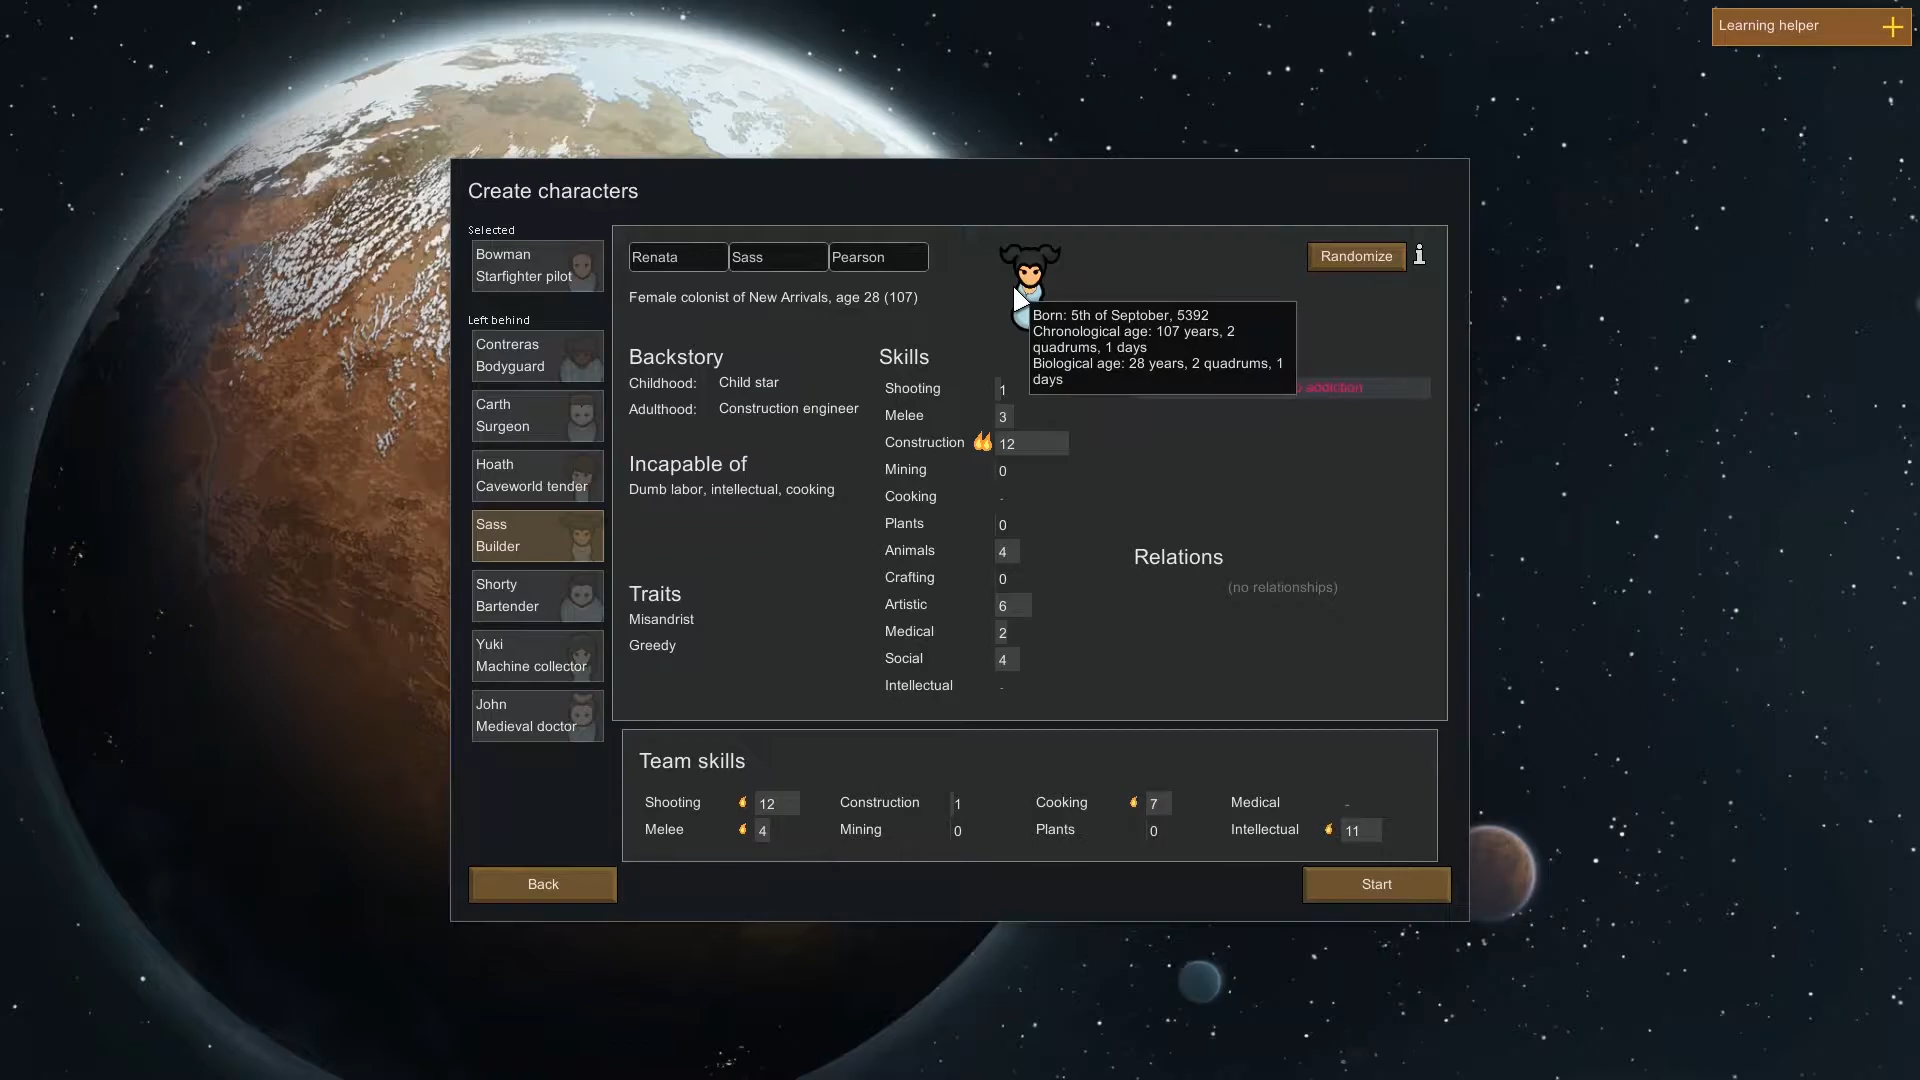 Learning helper
Create characters
Selected
Bowman
Starfighter pilot
Left behind
Contreras
Bodyguard
Carth
Surgeon
Hoath
Caveworld tender
Sass
Builder
Shorty
Bartender
Yuki
Machine collector
John
Medieval doctor
Renata Sass Pearson
Randomize
Female colonist of New Arrivals, age 28 (107)
Born: 5th of Septober, 5392
Chronological age: 107 years, 2
quadrums, 1 days
Biological age: 28 years, 2 quadrums, 1
days
addiction
Backstory
Childhood: Child star
Adulthood: Construction engineer
Incapable of
Dumb labor, intellectual, cooking
Traits
Misandrist
Greedy
Skills
Shooting 1
Melee 3
Construction 12
Mining 0
Cooking -
Plants 0
Animals 4
Crafting 0
Artistic 6
Medical 2
Social 4
Intellectual -
Relations
(no relationships)
Team skills
Shooting 12 Construction 1 Cooking 7 Medical -
Melee 4 Mining 0 Plants 0 Intellectual 11
Back
Start